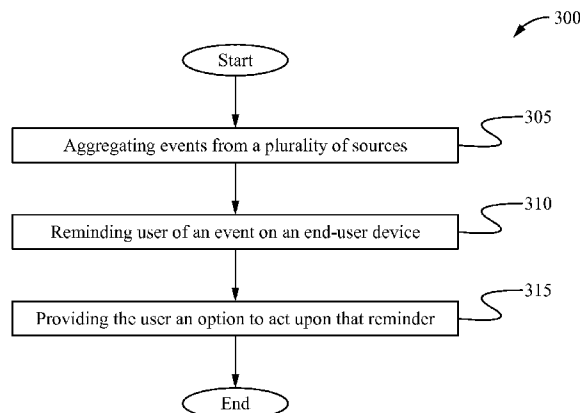 300
Start
Aggregating events from a plurality of sources
305
Reminding user of an event on an end-user device
310
Providing the user an option to act upon that reminder
315
End